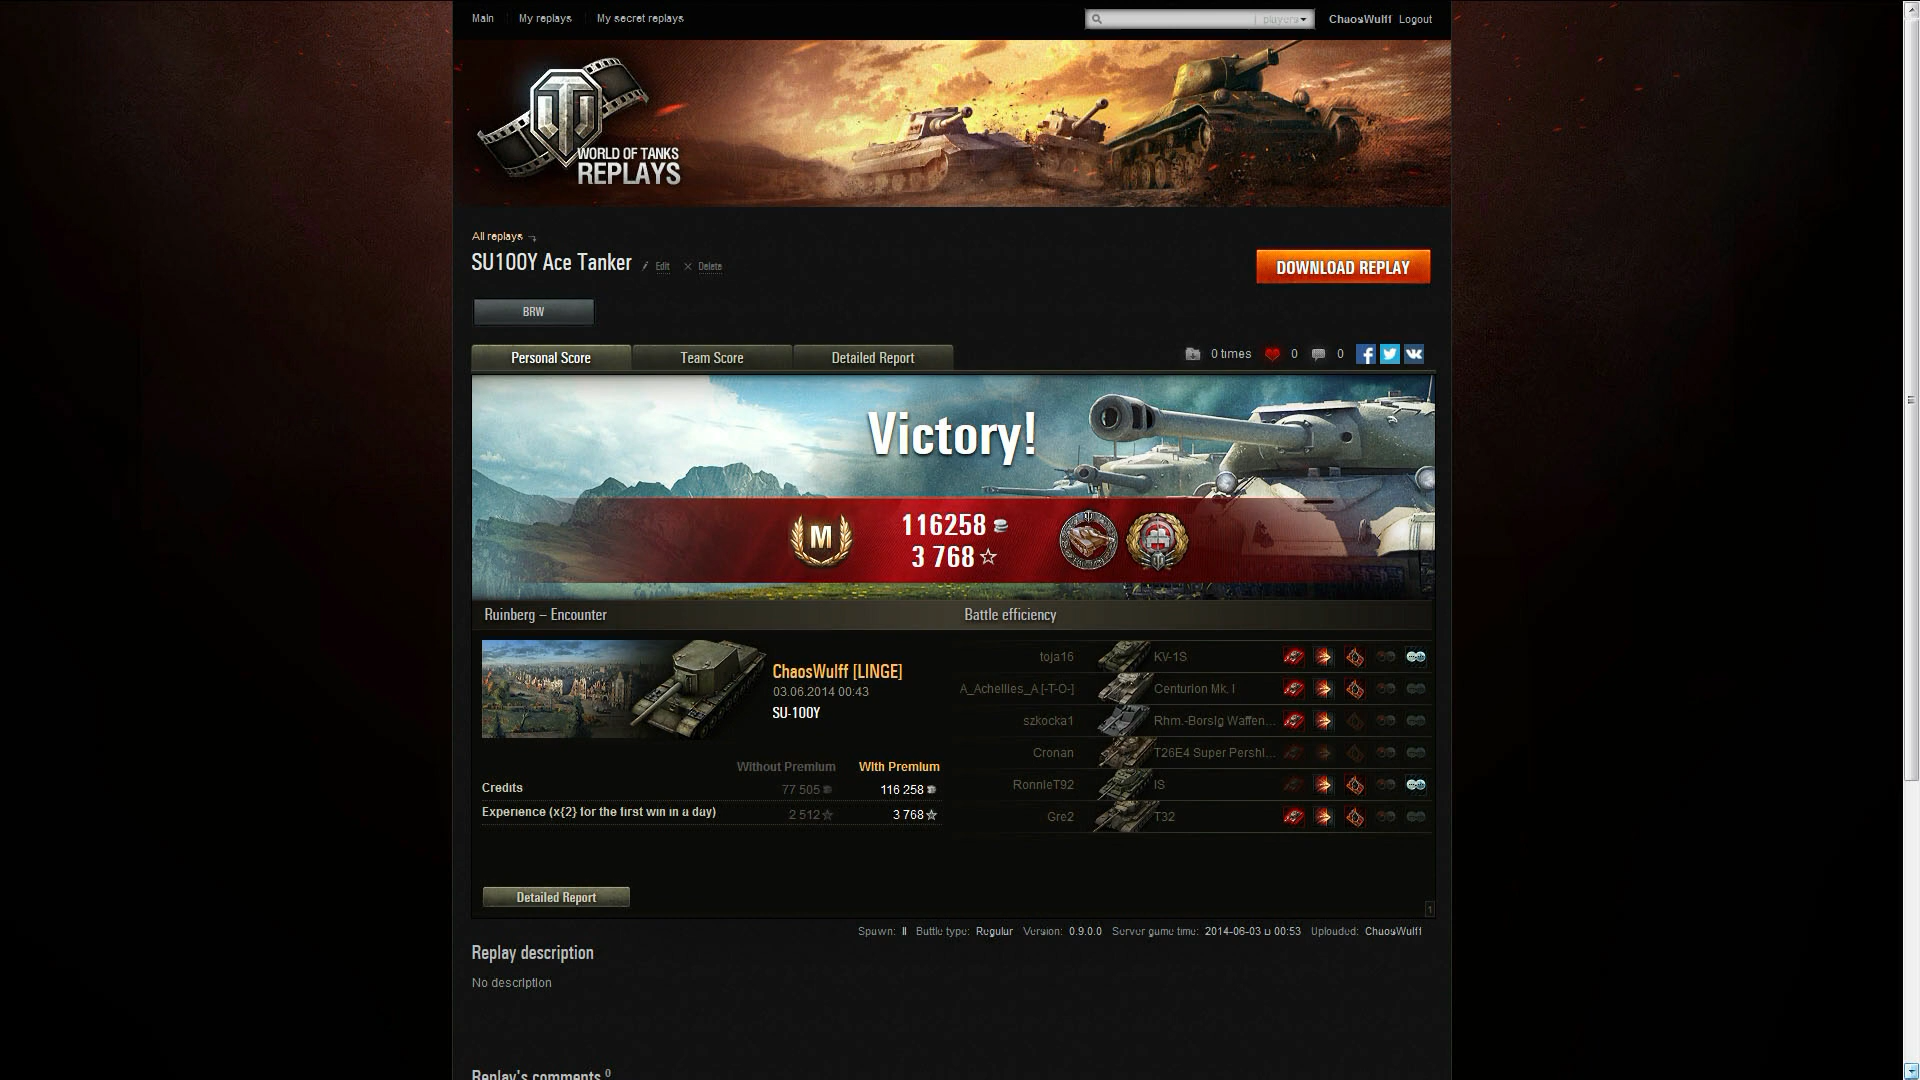 Main
My replays
My secret replays
players
ChaosWulff
Logout
WORLD OF TANKS
REPLAYS
All replays
SU100Y Ace Tanker
Edit
Delete
DOWNLOAD REPLAY
BRW
Personal Score
Team Score
Detailed Report
0 times
0
0
Victory!
M
116258
3 768
Ruinberg – Encounter
Battle efficiency
ChaosWulff [LINGE]
03.06.2014 00:43
SU-100Y
Without Premium
With Premium
Credits
77 505
116 258
Experience (x{2} for the first win in a day)
2 512
3 768
toja16
KV-1S
A_Achellies_A [-T-O-]
Centurion Mk. I
szkocka1
Rhm.-Borsig Waffen...
Cronan
T26E4 Super Pershi...
RonnieT92
IS
Gre2
T32
Detailed Report
1
Spawn: II Battle type: Regular Version: 0.9.0.0 Server game time: 2014-06-03 в 00:53 Uploaded: ChaosWulff
Replay description
No description
Replay's comments 0